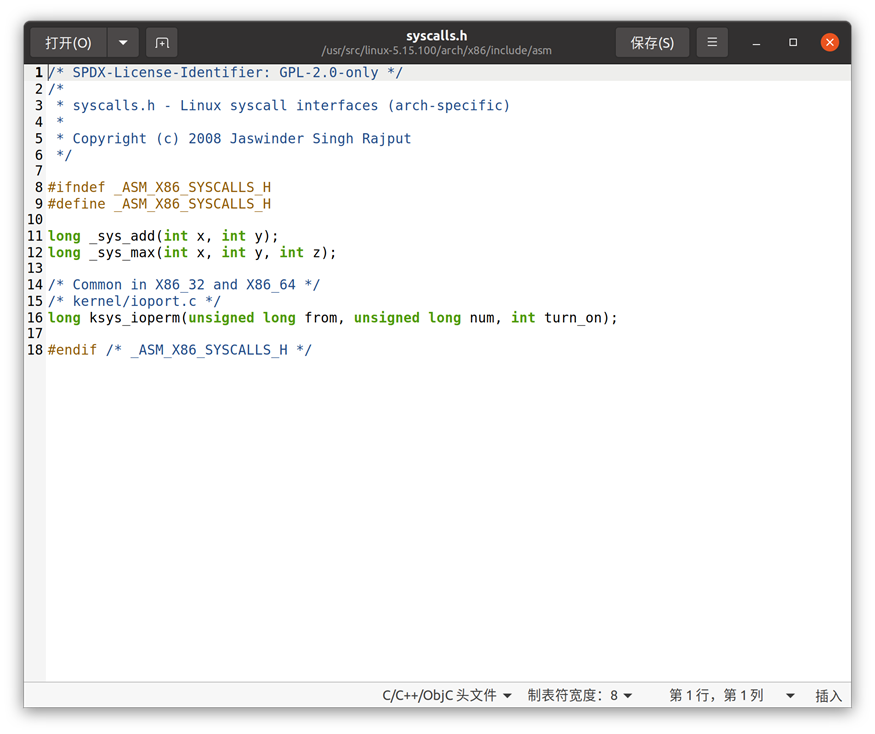 打开(O)
syscalls.h
/usr/src/linux-5.15.100/arch/x86/include/asm
保存(S)
1 /* SPDX-License-Identifier: GPL-2.0-only */
2 /*
3  * syscalls.h - Linux syscall interfaces (arch-specific)
4  *
5  * Copyright (c) 2008 Jaswinder Singh Rajput
6  */
7
8 #ifndef _ASM_X86_SYSCALLS_H
9 #define _ASM_X86_SYSCALLS_H
10
11 long _sys_add(int x, int y);
12 long _sys_max(int x, int y, int z);
13
14 /* Common in X86_32 and X86_64 */
15 /* kernel/ioport.c */
16 long ksys_ioperm(unsigned long from, unsigned long num, int turn_on);
17
18 #endif /* _ASM_X86_SYSCALLS_H */
C/C++/ObjC 头文件 制表符宽度：8 第 1 行，第 1 列 插入